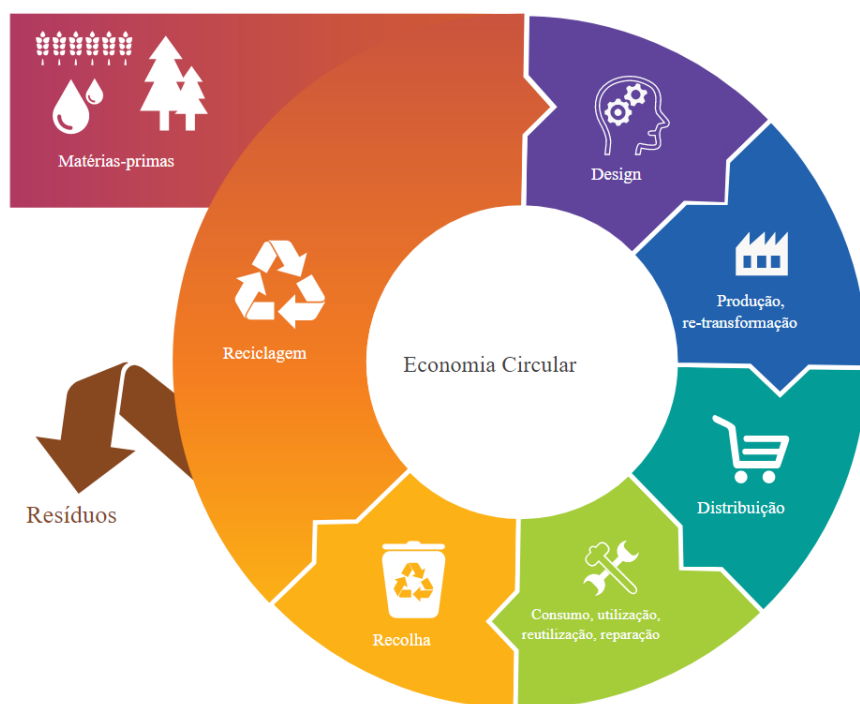 Matérias-primas
Design
Produção,
re-transformação
Reciclagem
Economia Circular
Distribuição
Resíduos
Consumo, utilização,
reutilização, reparação
Recolha